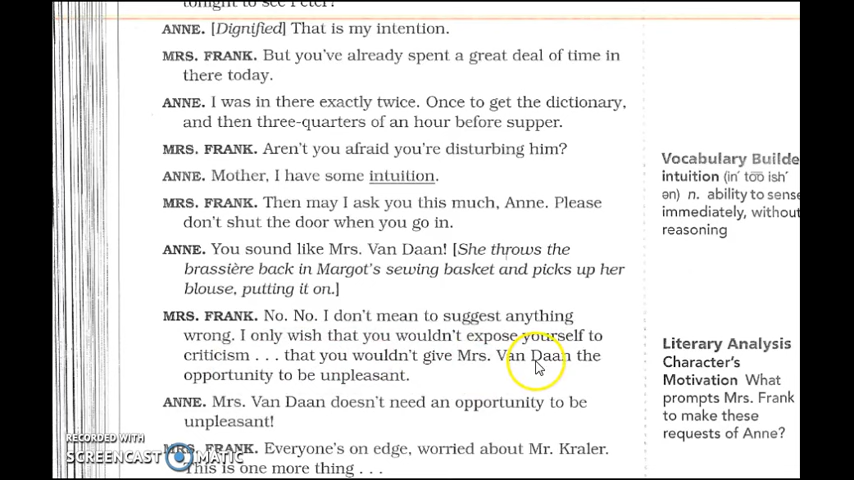 tonight to see Peter?
ANNE. [Dignified] That is my intention.
MRS. FRANK. But you've already spent a great deal of time in
there today.
ANNE. I was in there exactly twice. Once to get the dictionary,
and then three-quarters of an hour before supper.
MRS. FRANK. Aren't you afraid you're disturbing him?
ANNE. Mother, I have some intuition.
MRS. FRANK. Then may I ask you this much, Anne. Please
don't shut the door when you go in.
ANNE. You sound like Mrs. Van Daan! [She throws the
brassière back in Margot's sewing basket and picks up her
blouse, putting it on.]
MRS. FRANK. No. No. I don't mean to suggest anything
wrong. I only wish that you wouldn't expose yourself to
criticism . . . that you wouldn't give Mrs. Van Daan the
opportunity to be unpleasant.
ANNE. Mrs. Van Daan doesn't need an opportunity to be
unpleasant!
MRS. FRANK. Everyone's on edge, worried about Mr. Kraler.
This is one more thing . . .
Vocabulary Builde
intuition (in′ to͞o ish′
ən) n. ability to sense
immediately, without
reasoning
Literary Analysis
Character's
Motivation What
prompts Mrs. Frank
to make these
requests of Anne?
RECORDED WITH
SCREENCAST MATIC